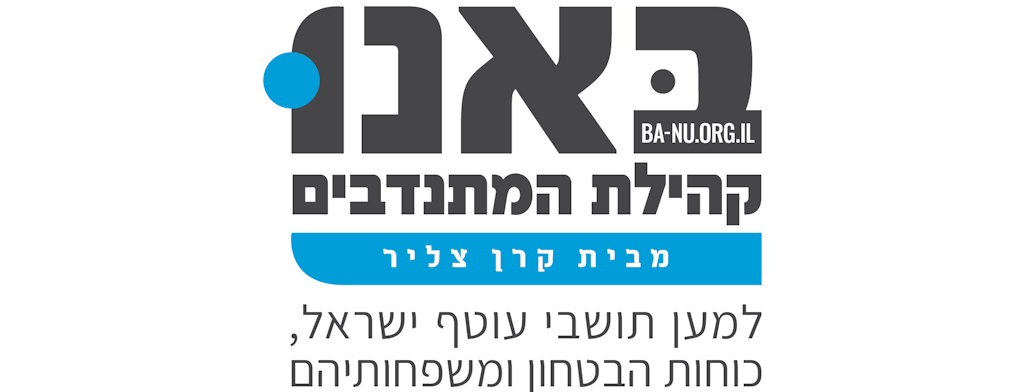 באנו
BA-NU.ORG.IL
קהילת המתנדבים
מבית קרן צליר
למען תושבי עוטף ישראל,
כוחות הבטחון ומשפחותיהם